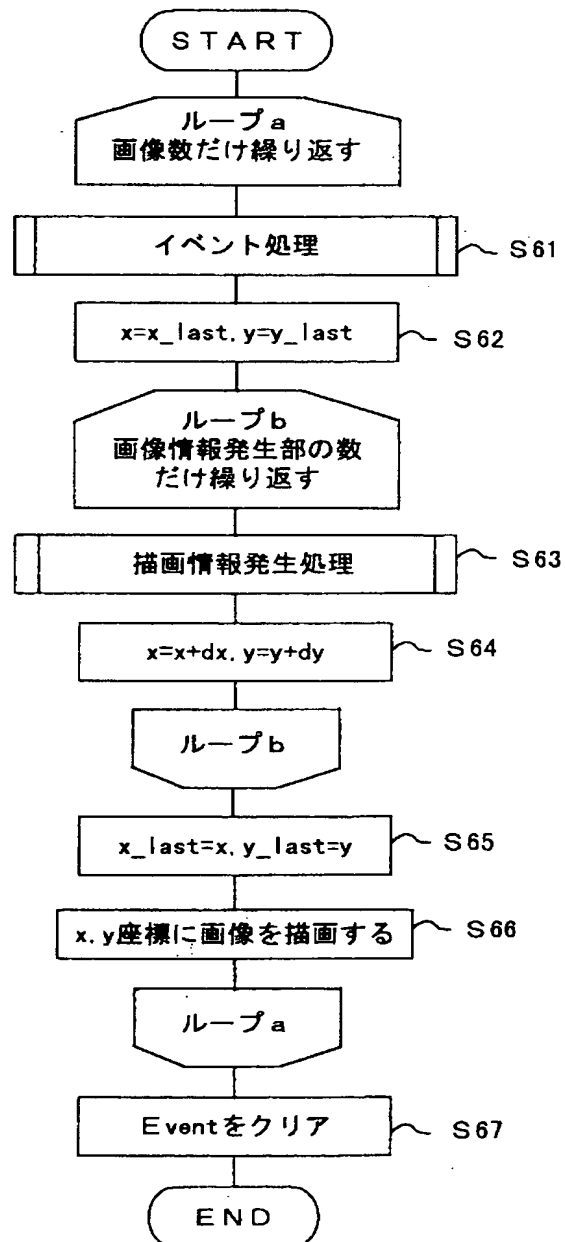 START
ループa
画像数だけ繰り返す
イベント処理
S61
x=x_last, y=y_last
S62
ループb
画像情報発生部の数
だけ繰り返す
描画情報発生処理
S63
x=x+dx, y=y+dy
S64
ループb
x_last=x, y_last=y
S65
x, y座標に画像を描画する
S66
ループa
Eventをクリア
S67
END